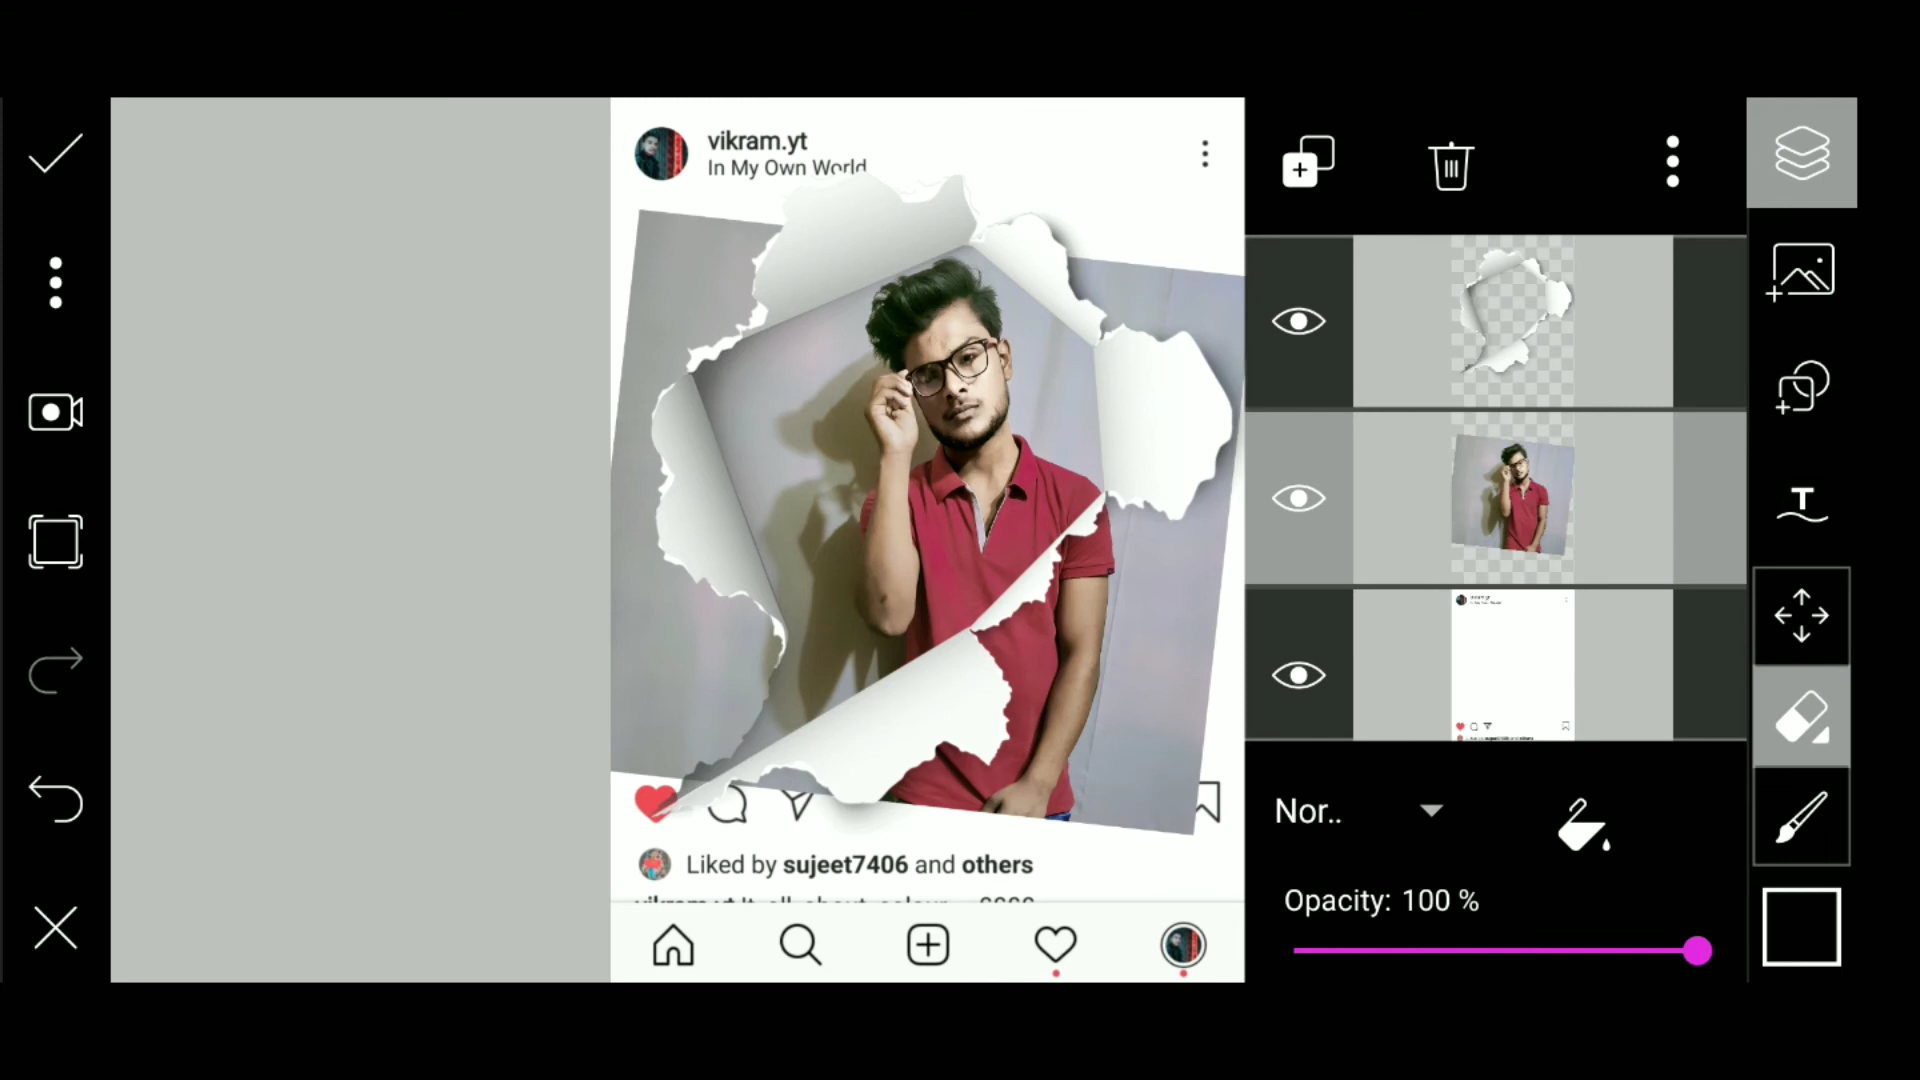 vikram.yt
In My Own World
Liked by sujeet7406 and others
Nor..
Opacity: 100 %
T